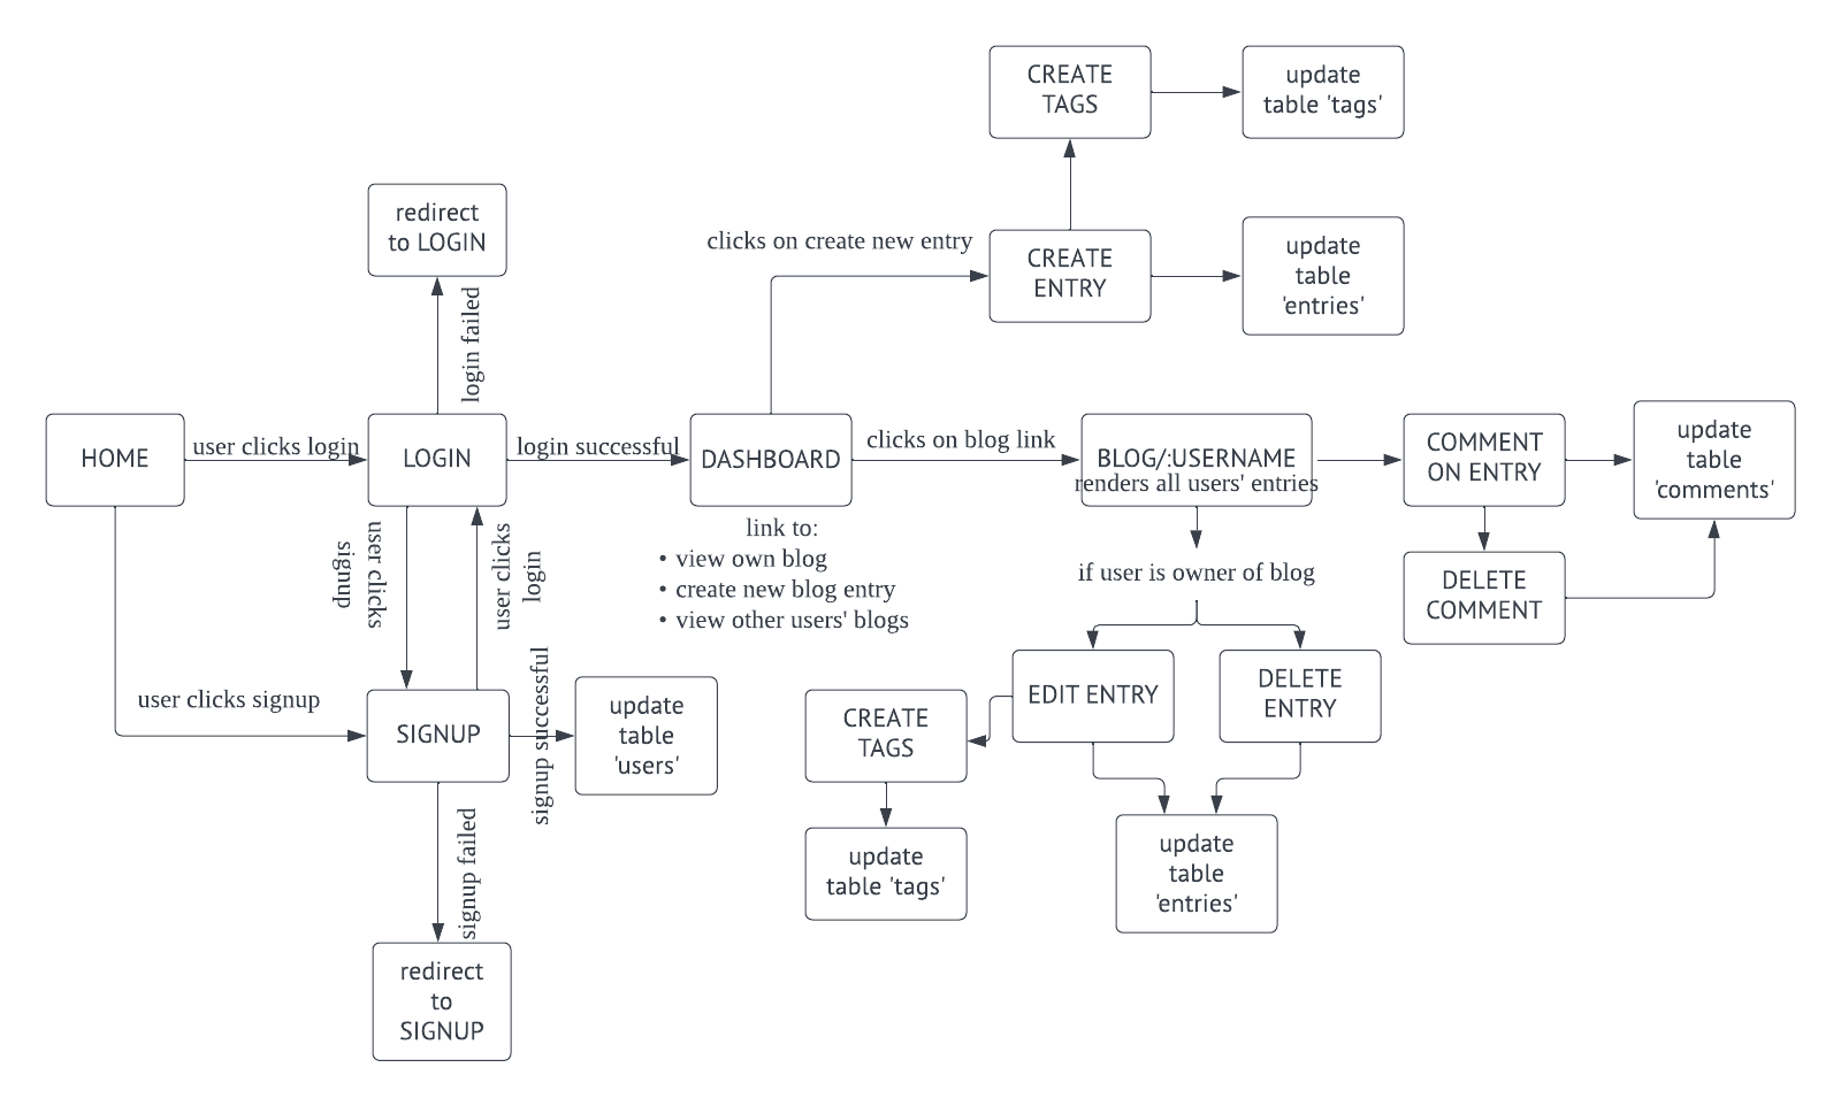 CREATE
TAGS
update
table 'tags'
redirect
to LOGIN
clicks on create new entry
CREATE
ENTRY
update
table
'entries'
login failed
HOME
user clicks login
LOGIN
login successful
DASHBOARD
clicks on blog link
BLOG/:USERNAME
renders all users' entries
COMMENT
ON ENTRY
update
table
'comments'
user clicks
signup
user clicks
login
link to:
• view own blog
• create new blog entry
• view other users' blogs
if user is owner of blog
DELETE
COMMENT
user clicks signup
SIGNUP
signup successful
update
table
'users'
CREATE
TAGS
EDIT ENTRY
DELETE
ENTRY
signup failed
update
table 'tags'
update
table
'entries'
redirect
to
SIGNUP